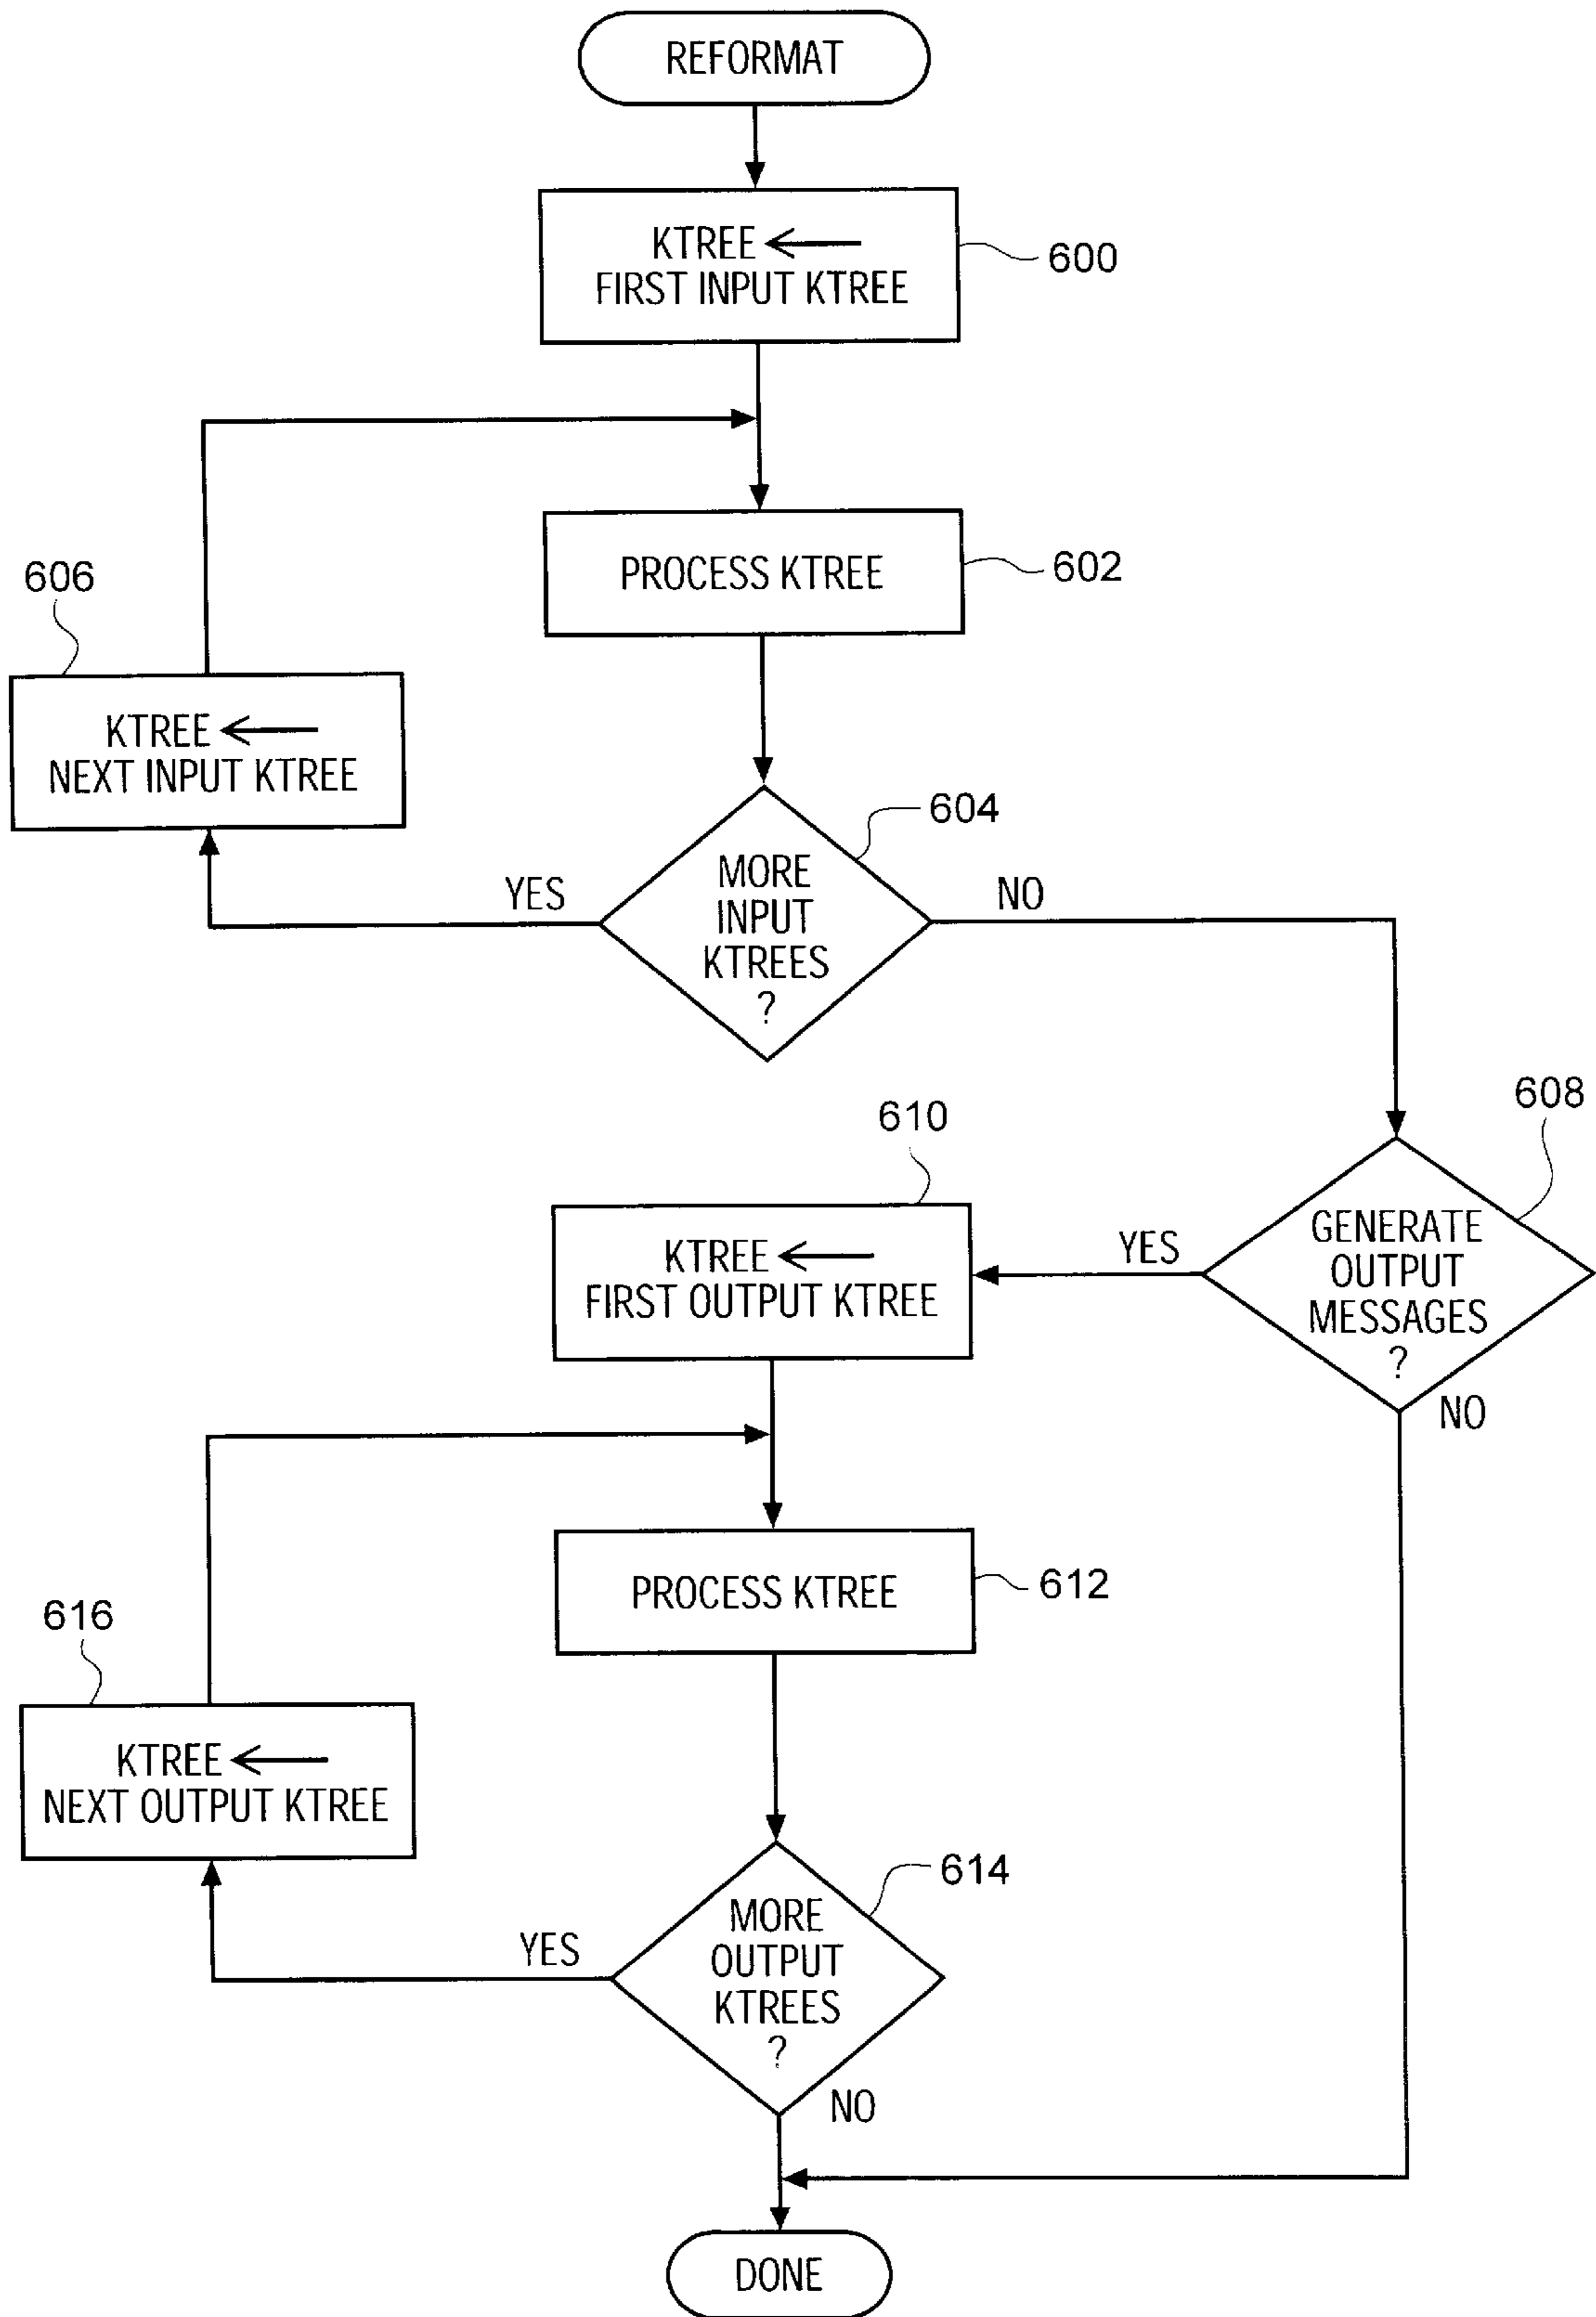 REFORMAT
KTREE ←
FIRST INPUT KTREE
600
PROCESS KTREE
602
606
KTREE ←
NEXT INPUT KTREE
604
MORE
INPUT
KTREES
?
YES
NO
608
GENERATE
OUTPUT
MESSAGES
?
YES
NO
610
KTREE ←
FIRST OUTPUT KTREE
PROCESS KTREE
612
616
KTREE ←
NEXT OUTPUT KTREE
614
MORE
OUTPUT
KTREES
?
YES
NO
DONE